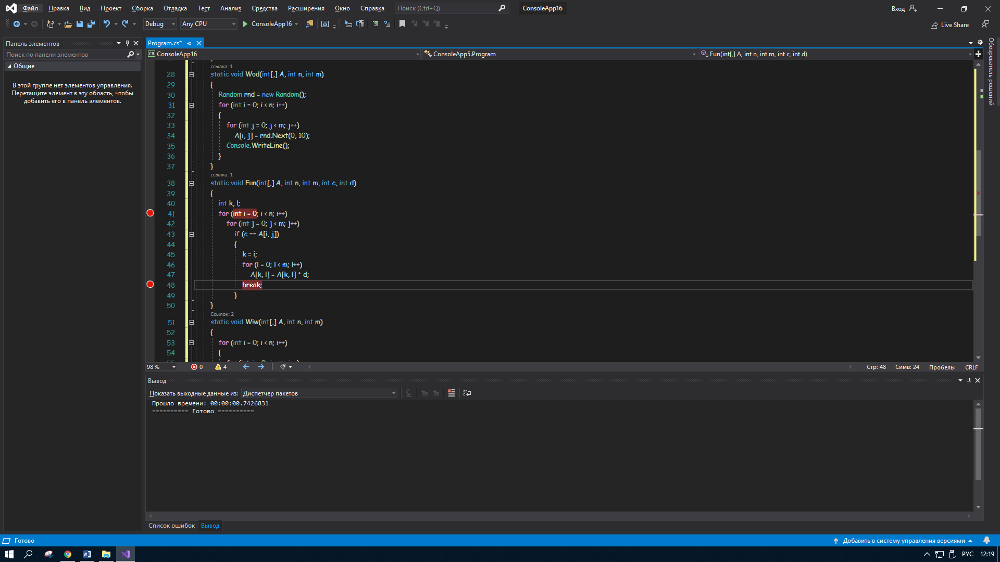 Файл Правка Вид Проект Сборка Отладка Тест Анализ Средства Расширения Окно Справка Поиск (Ctrl+Q) ConsoleApp16 Вход
Debug Any CPU ConsoleApp16 Live Share
Панель элементов
Поиск по панели элементов
Общие
В этой группе нет элементов управления.
Перетащите элемент в эту область, чтобы
добавить его в панель элементов.
Program.cs*
C# ConsoleApp16 ConsoleApp5.Program Fun(int[,] A, int n, int m, int c, int d)
ссылка: 1
28 static void Wod(int[,] A, int n, int m)
29 {
30 Random rnd = new Random();
31 for (int i = 0; i < n; i++)
32 {
33 for (int j = 0; j < m; j++)
34 A[i, j] = rnd.Next(0, 10);
35 Console.WriteLine();
36 }
37 }
ссылка: 1
38 static void Fun(int[,] A, int n, int m, int c, int d)
39 {
40 int k, l;
41 for (int i = 0; i < n; i++)
42 for (int j = 0; j < m; j++)
43 if (c == A[i, j])
44 {
45 k = i;
46 for (l = 0; l < m; l++)
47 A[k, l] = A[k, l] * d;
48 break;
49 }
50 }
Ссылок: 2
51 static void Wiw(int[,] A, int n, int m)
52 {
53 for (int i = 0; i < n; i++)
54 {
55 for (int j = 0; j < m; j++)
98 % 0 4 Стр: 48 Симв: 24 Пробелы CRLF
Вывод
Показать выходные данные из: Диспетчер пакетов
Прошло времени: 00:00:00.7426831
========== Готово ==========
Список ошибок Вывод
Обозреватель решений
Готово Добавить в систему управления версиями
РУС 12:19